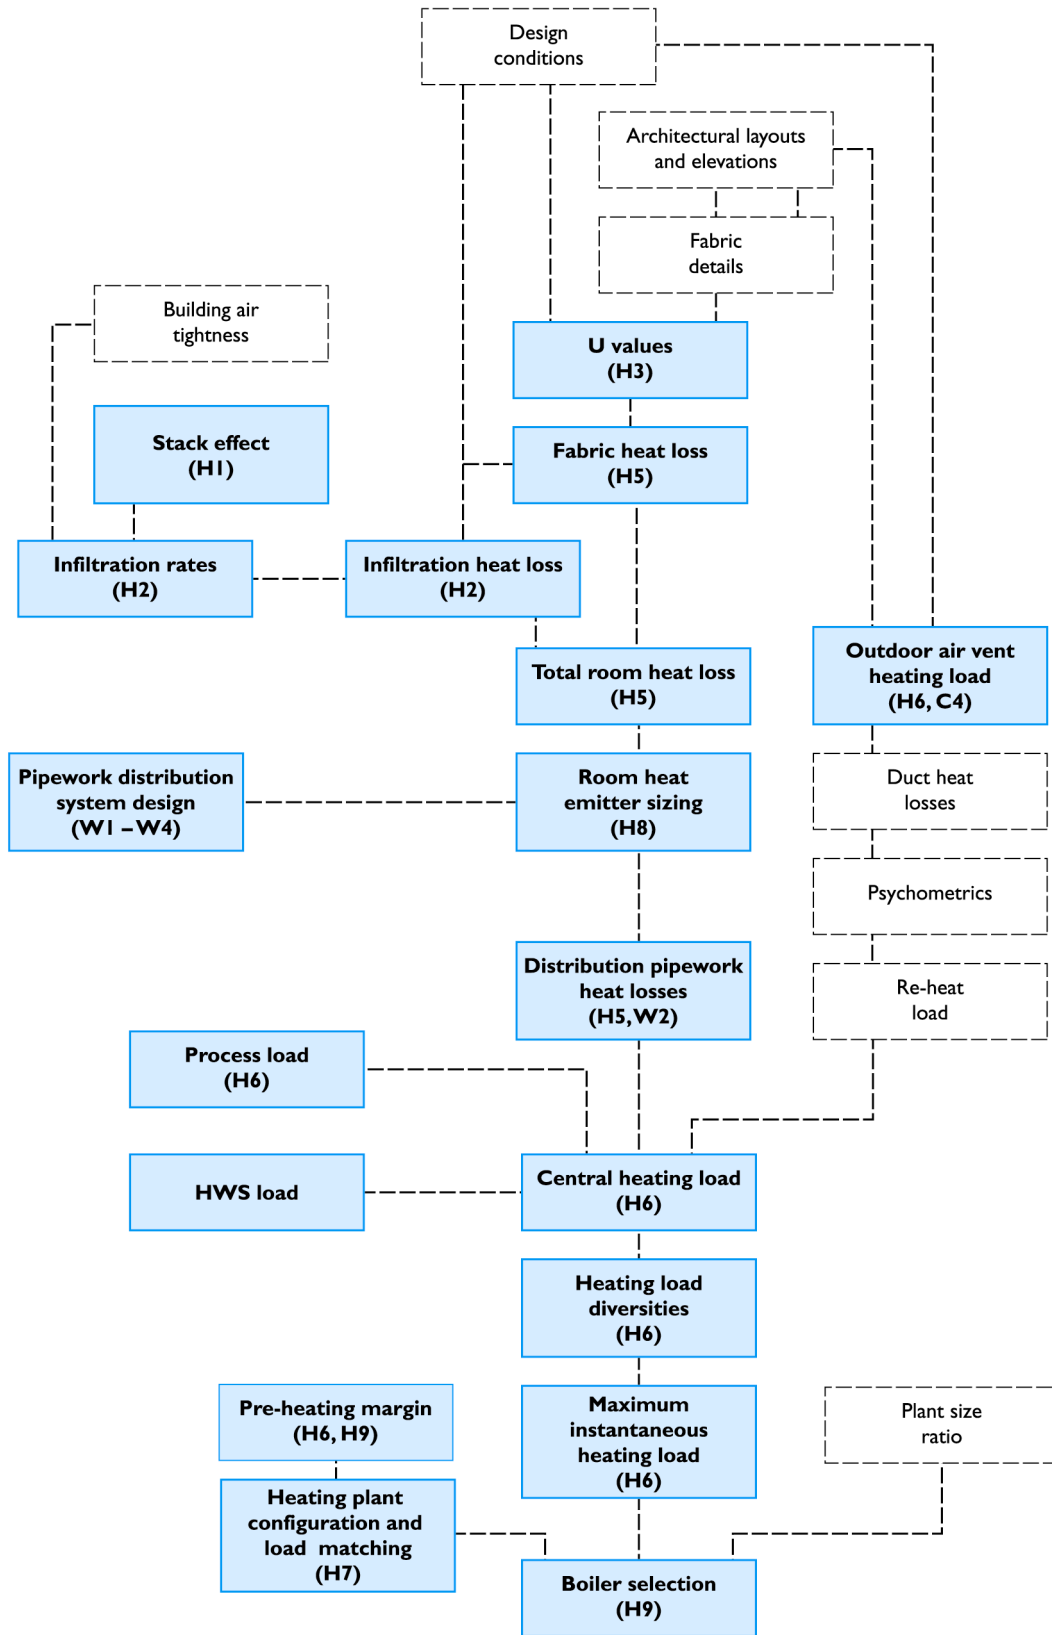 Design
conditions
Architectural layouts
and elevations
Fabric
details
Building air
tightness
U values
(H3)
Stack effect
(H1)
Fabric heat loss
(H5)
Infiltration rates
(H2)
Infiltration heat loss
(H2)
Total room heat loss
(H5)
Outdoor air vent
heating load
(H6, C4)
Pipework distribution
system design
(W1 – W4)
Room heat
emitter sizing
(H8)
Duct heat
losses
Psychometrics
Distribution pipework
heat losses
(H5, W2)
Re-heat
load
Process load
(H6)
HWS load
Central heating load
(H6)
Heating load
diversities
(H6)
Pre-heating margin
(H6, H9)
Maximum
instantaneous
heating load
(H6)
Plant size
ratio
Heating plant
configuration and
load matching
(H7)
Boiler selection
(H9)